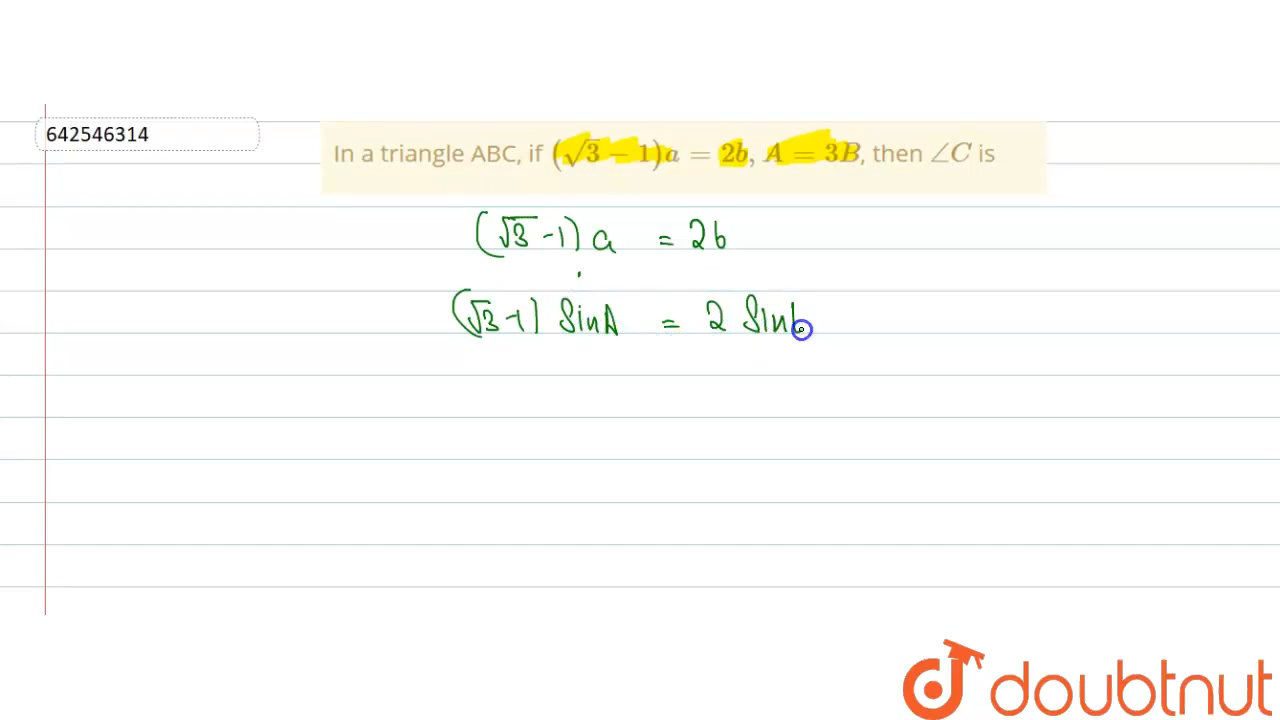 642546314
In a triangle ABC, if (√3 − 1)a = 2b, A = 3B, then ∠C is
(√3 -1) a = 2b
(√3 -1) SinA = 2 Sin
doubtnut